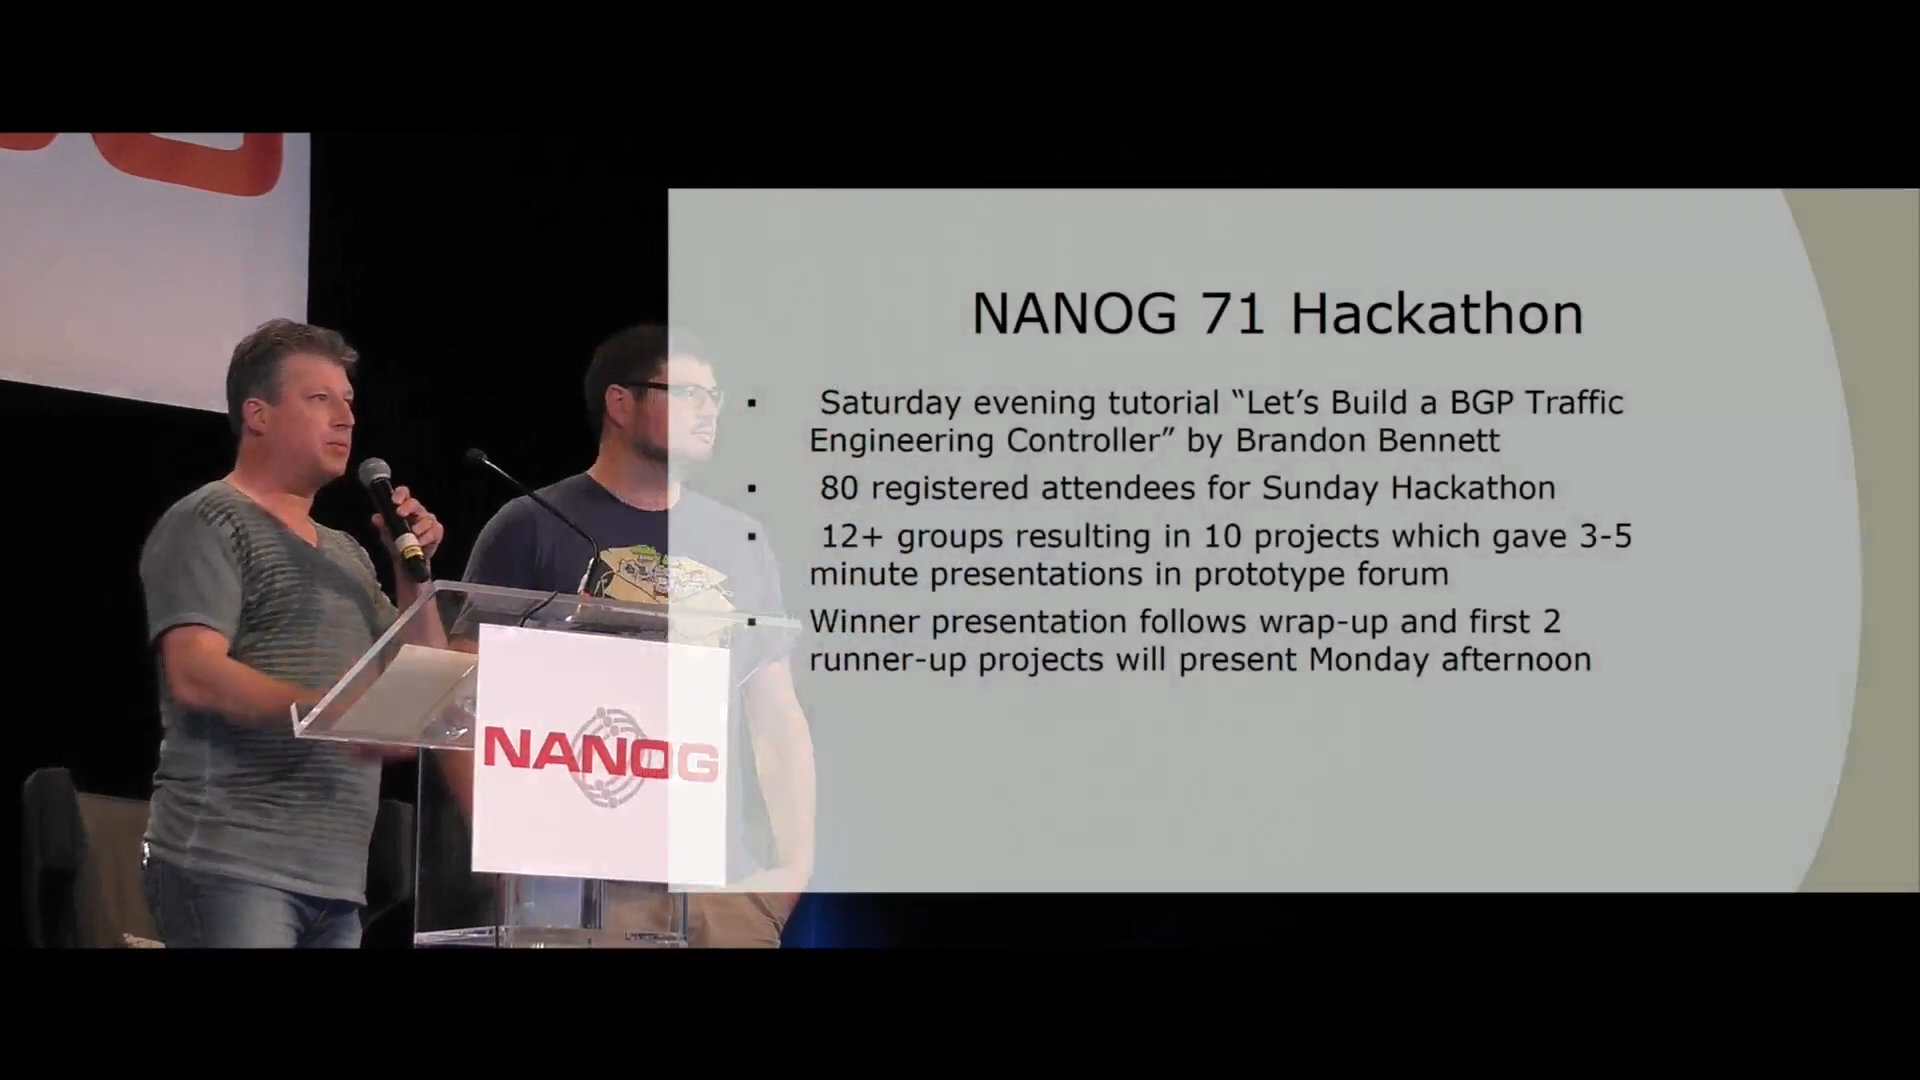 NANOG 71 Hackathon
▪ Saturday evening tutorial “Let’s Build a BGP Traffic
Engineering Controller” by Brandon Bennett
▪ 80 registered attendees for Sunday Hackathon
▪ 12+ groups resulting in 10 projects which gave 3-5
minute presentations in prototype forum
▪ Winner presentation follows wrap-up and first 2
runner-up projects will present Monday afternoon
NANOG